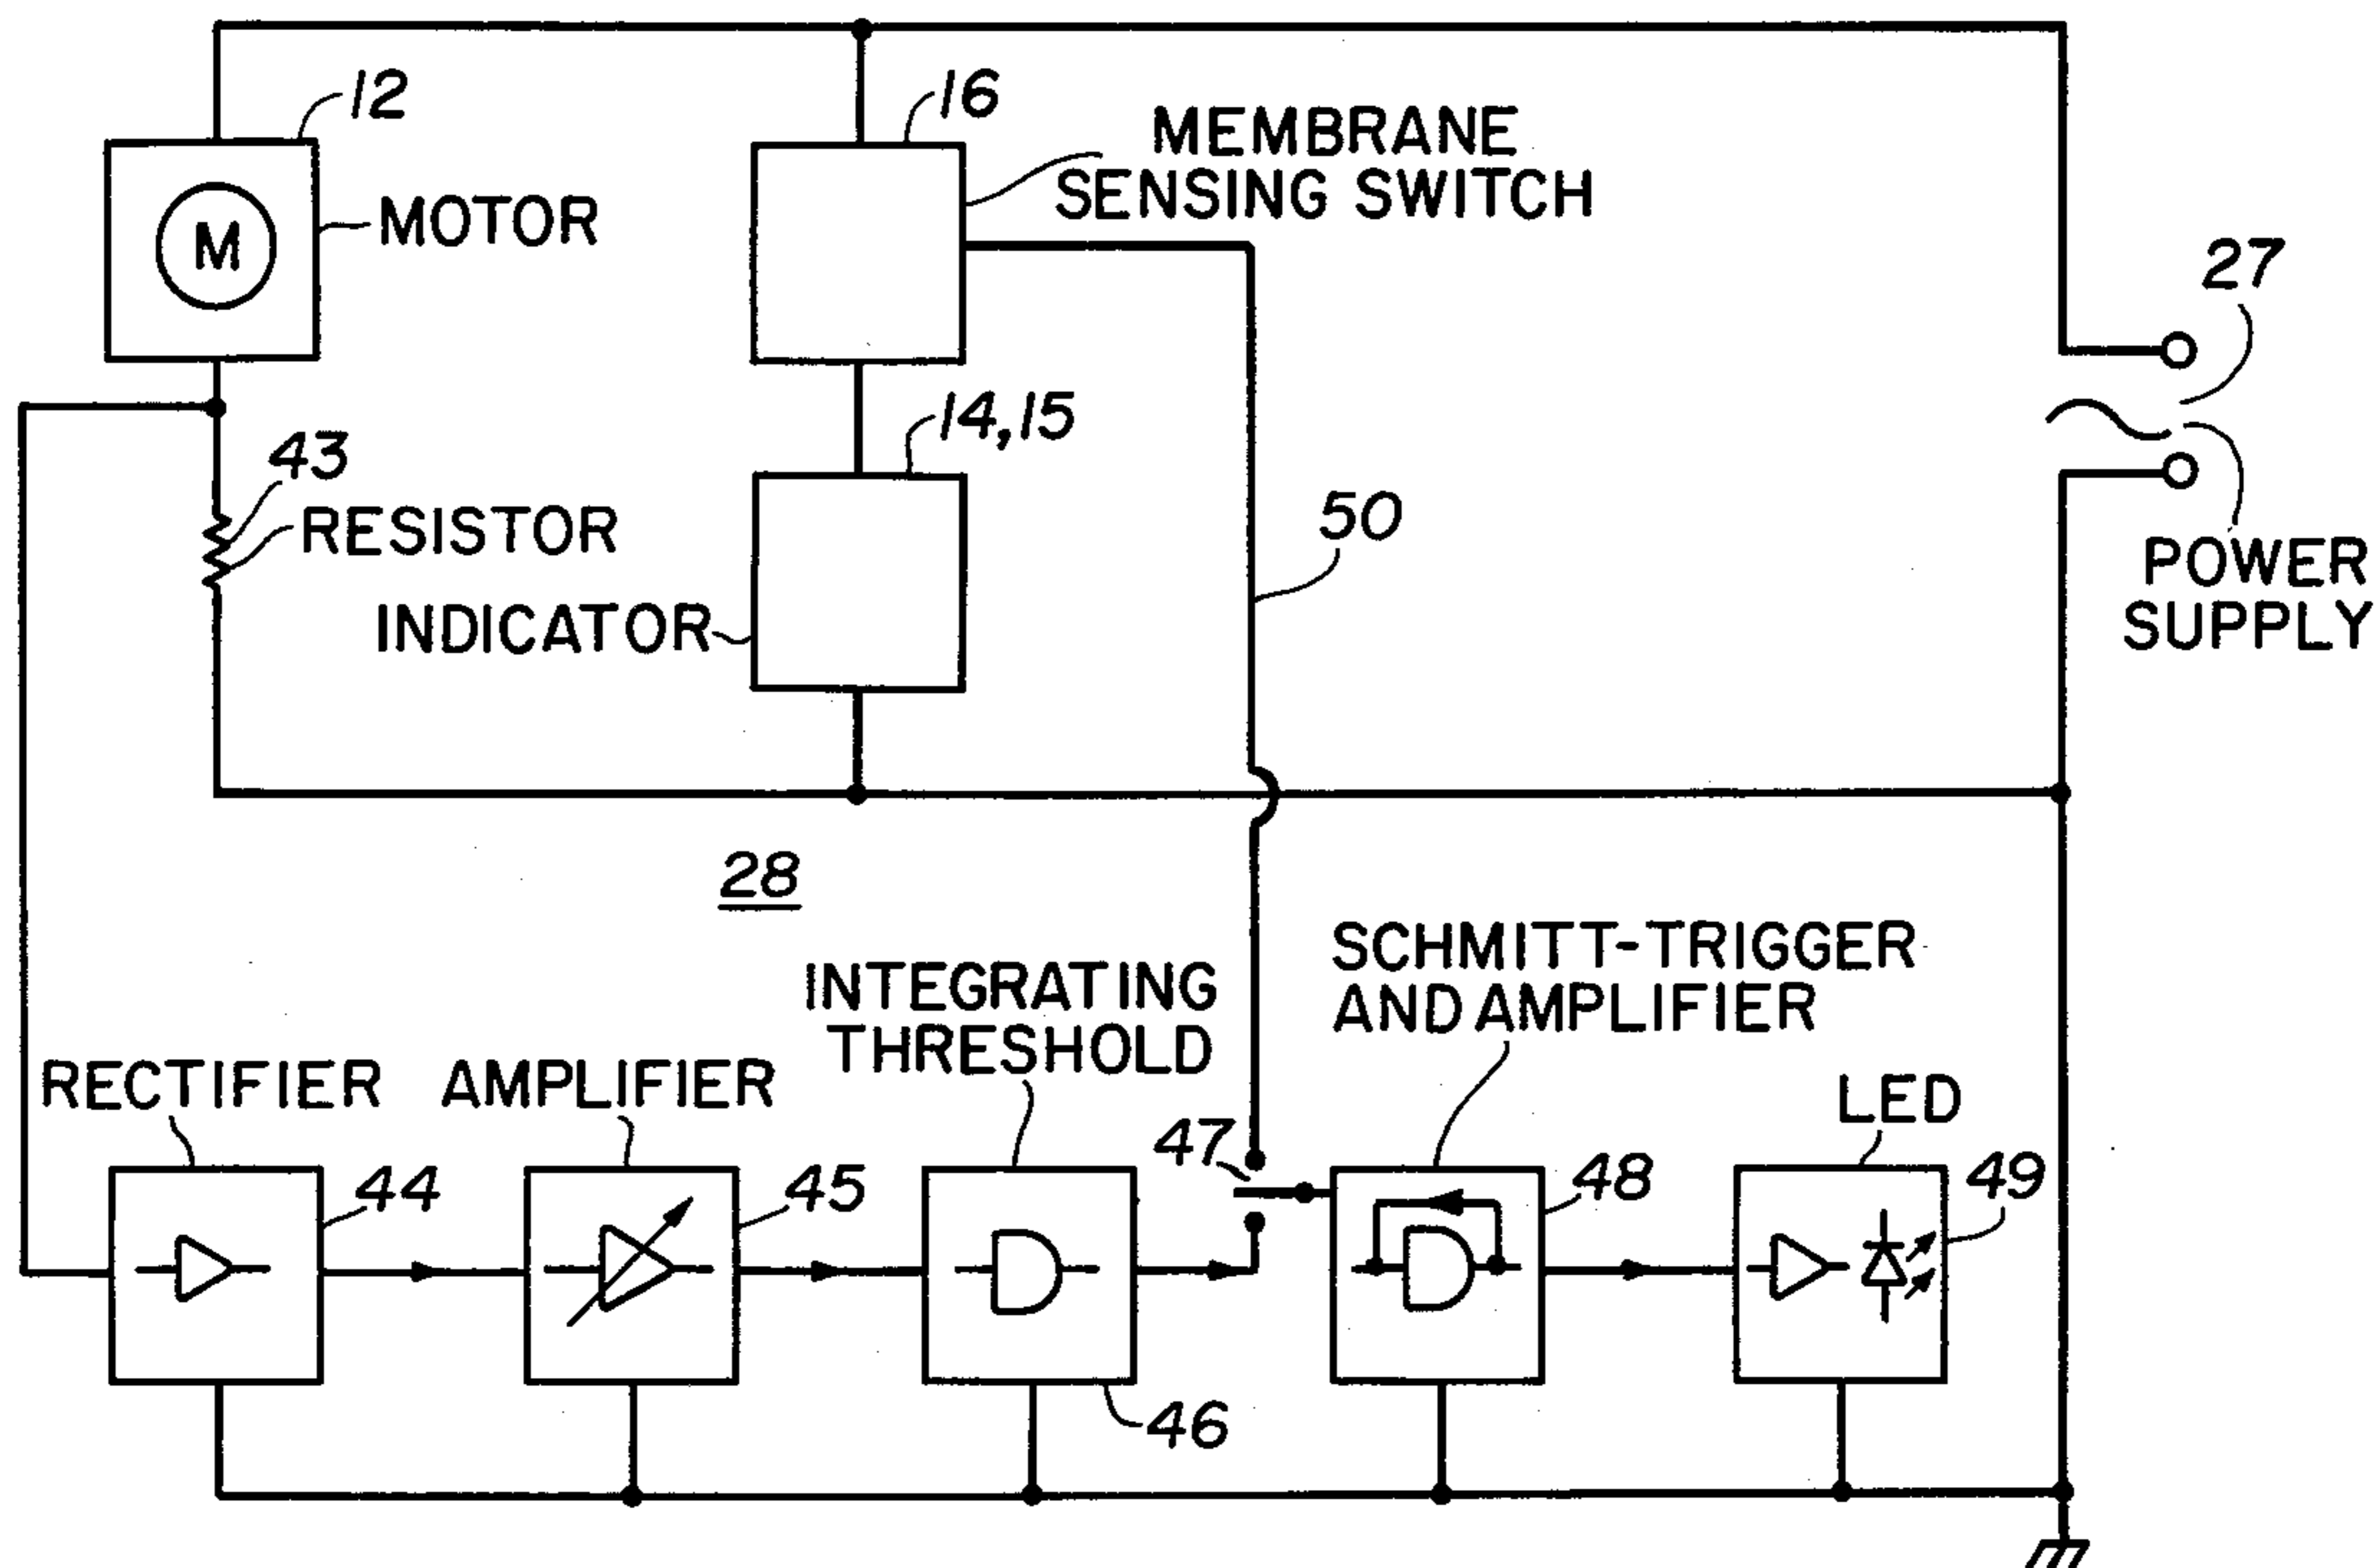 12
16
MEMBRANE
SENSING SWITCH
MOTOR
M
27
14,15
43
RESISTOR
50
POWER
SUPPLY
INDICATOR
28
SCHMITT-TRIGGER
AND AMPLIFIER
INTEGRATING
THRESHOLD
RECTIFIER
AMPLIFIER
LED
47
44
45
48
49
46